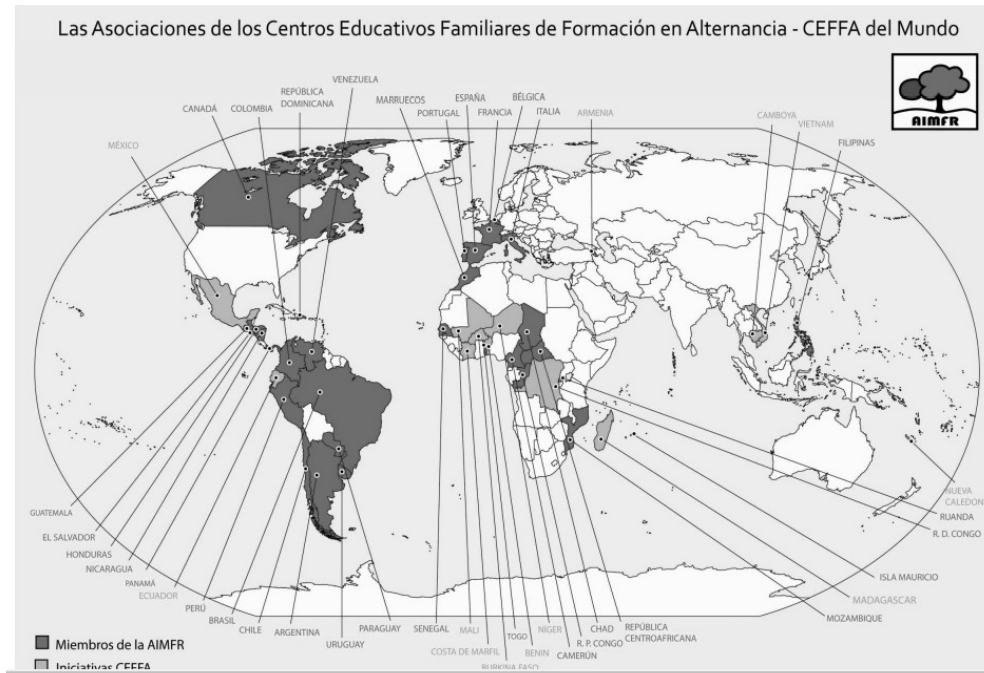 Las Asociaciones de los Centros Educativos Familiares de Formación en Alternancia - CEFFA del Mundo
AIMFR
VENEZUELA
REPÚBLICA
DOMINICANA
CANADÁ
COLOMBIA
MÉXICO
MARRUECOS
ESPAÑA
PORTUGAL
FRANCIA
BÉLGICA
ITALIA
ARMENIA
CAMBOYA
VIETNAM
FILIPINAS
GUATEMALA
EL SALVADOR
HONDURAS
NICARAGUA
PANAMÁ
ECUADOR
PERÚ
BRASIL
CHILE
ARGENTINA
URUGUAY
PARAGUAY
SENEGAL
MALI
COSTA DE MARFIL
BURKINA FASO
TOGO
BENIN
NÍGER
CAMERÚN
CHAD
R. P. CONGO
REPÚBLICA
CENTROAFRICANA
MOZAMBIQUE
MADAGASCAR
ISLA MAURICIO
R. D. CONGO
RUANDA
NUEVA
CALEDON
Miembros de la AIMFR
Iniciativas CEFFA